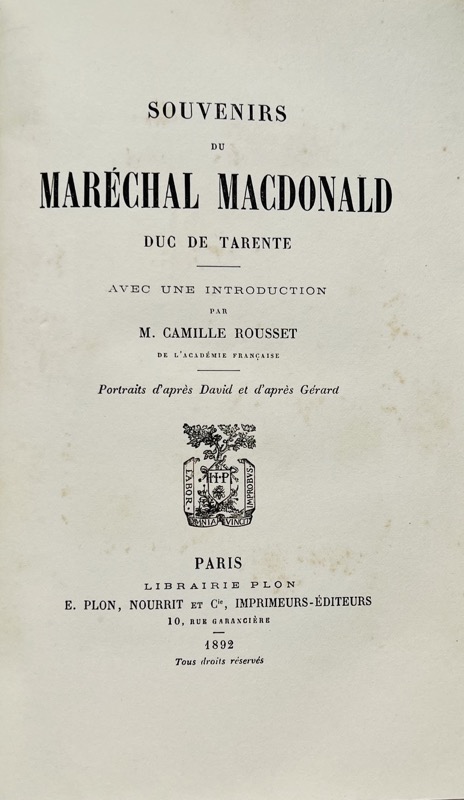 SOUVENIRS
DU
MARÉCHAL MACDONALD
DUC DE TARENTE
AVEC UNE INTRODUCTION
PAR
M. CAMILLE ROUSSET
DE L'ACADÉMIE FRANÇAISE
Portraits d'après David et d'après Gérard
LABOR IMPROBVS
H·P
OMNIA VINCIT
PARIS
LIBRAIRIE PLON
E. PLON, NOURRIT ET Cie, IMPRIMEURS-ÉDITEURS
10, RUE GARANCIÈRE
1892
Tous droits réservés